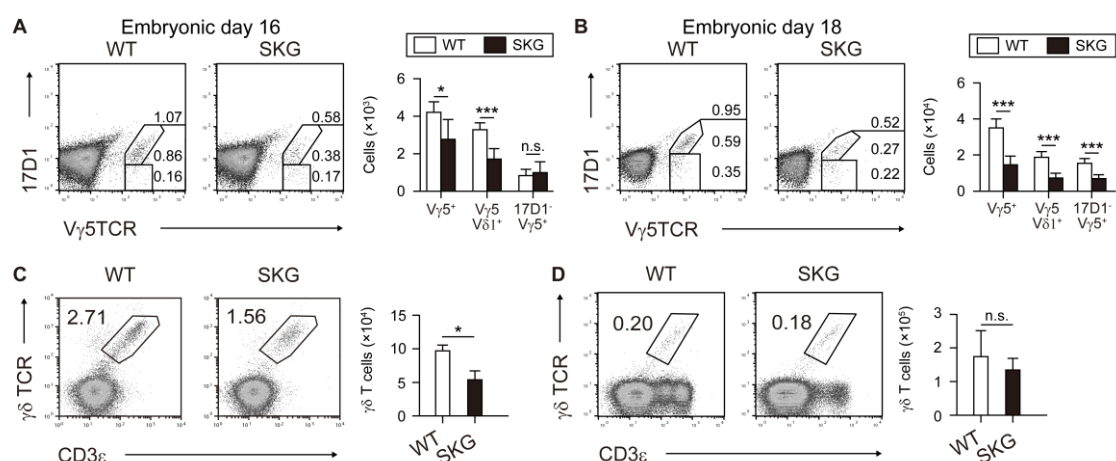 A Embryonic day 16
WT SKG
WT SKG
1.07
0.86
0.16
0.58
0.38
0.17
17D1
Vγ5TCR
Cells (×10³)
6
4
2
0
*
***
n.s.
Vγ5⁺
Vγ5
Vδ1⁺
17D1⁻
Vγ5⁺
B Embryonic day 18
WT SKG
WT SKG
0.95
0.59
0.35
0.52
0.27
0.22
17D1
Vγ5TCR
Cells (×10⁴)
6
4
2
0
***
***
***
Vγ5⁺
Vγ5
Vδ1⁺
17D1⁻
Vγ5⁺
C
WT SKG
2.71
1.56
γδ TCR
CD3ε
γδ T cells (×10⁴)
15
10
5
0
*
WT
SKG
D
WT SKG
0.20
0.18
γδ TCR
CD3ε
γδ T cells (×10⁵)
3
2
1
0
n.s.
WT
SKG